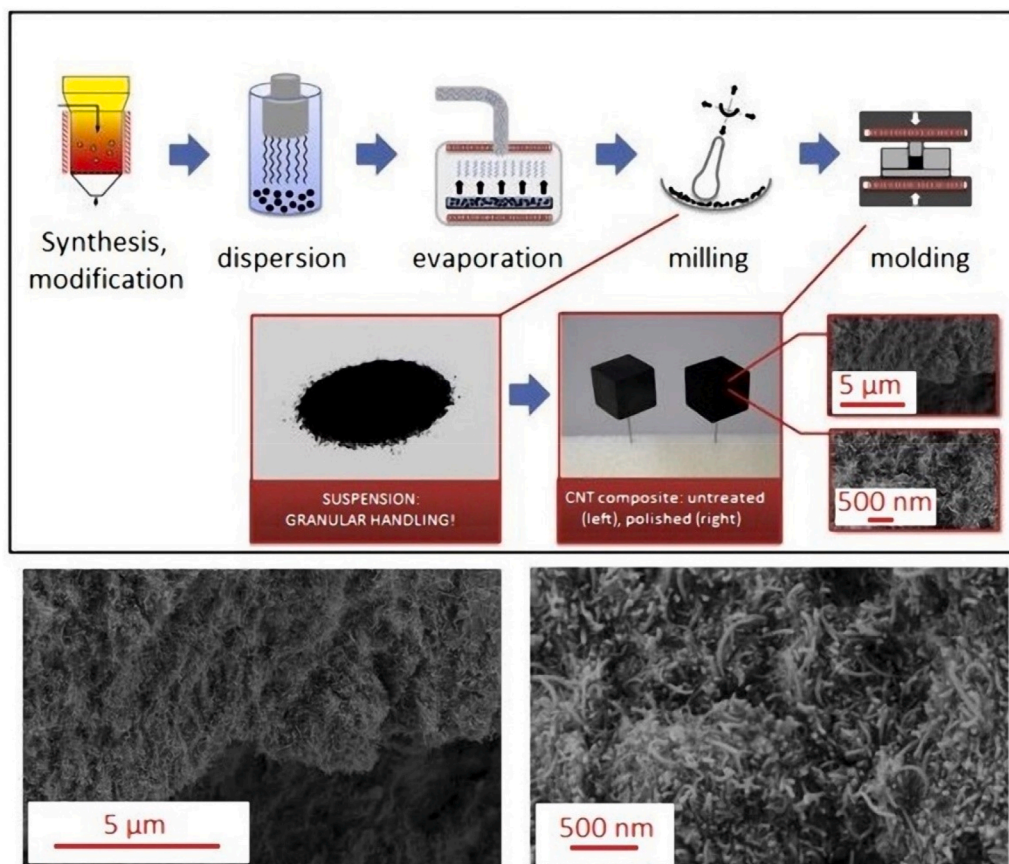 Synthesis,
modification
dispersion
evaporation
milling
molding
SUSPENSION:
GRANULAR HANDLING!
CNT composite: untreated
(left), polished (right)
5 µm
500 nm
5 µm
500 nm